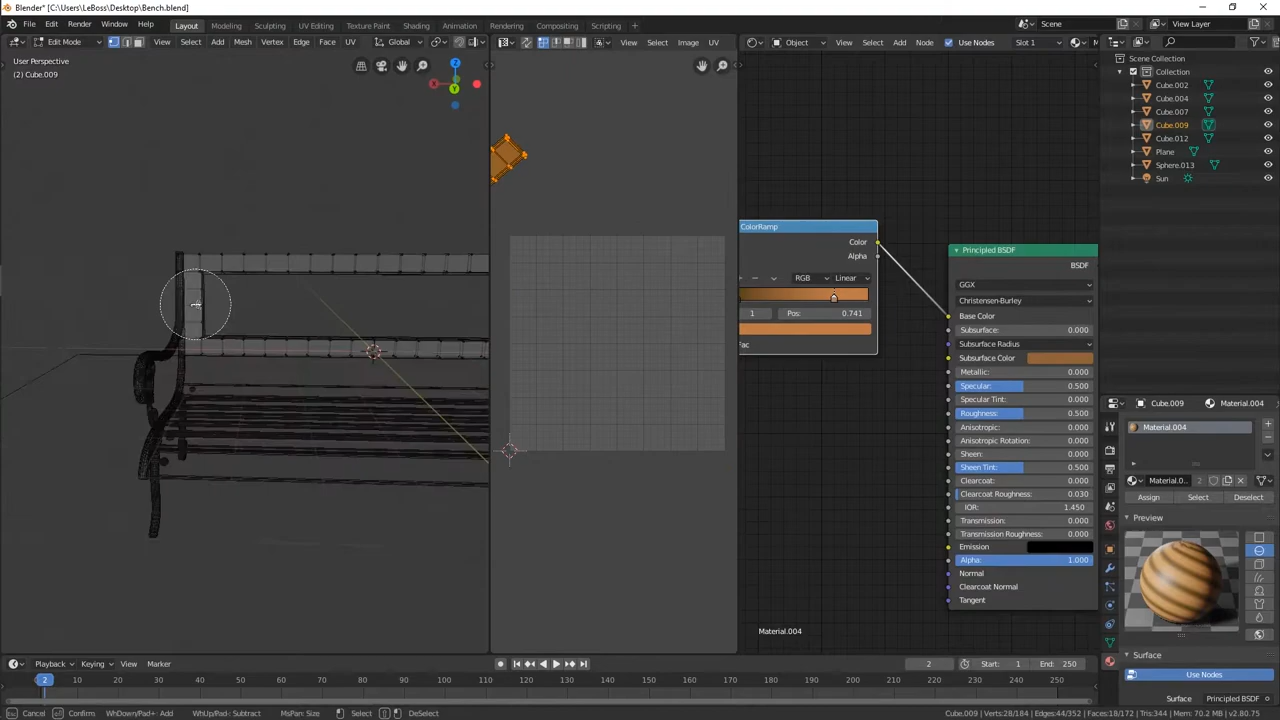 Blender* [C:\Users\LeBoss\Desktop\Bench.blend]
File Edit Render Window Help Layout Modeling Sculpting UV Editing Texture Paint Shading Animation Rendering Compositing Scripting Scene View Layer
Edit Mode View Select Add Mesh Vertex Edge Face UV Global View Select Image UV Object View Select Add Node Use Nodes Slot 1
User Perspective
(2) Cube.009
Scene Collection
Collection
Cube.002
Cube.004
Cube.007
Cube.009
Cube.012
Plane
Sphere.013
Sun
ColorRamp
Color
Alpha
RGB Linear
1 Pos: 0.741
Fac
Principled BSDF
BSDF
GGX
Christensen-Burley
Base Color
Subsurface: 0.000
Subsurface Radius
Subsurface Color
Metallic: 0.000
Specular: 0.500
Specular Tint: 0.000
Roughness: 0.500
Anisotropic: 0.000
Anisotropic Rotation: 0.000
Sheen: 0.000
Sheen Tint: 0.500
Clearcoat: 0.000
Clearcoat Roughness: 0.030
IOR: 1.450
Transmission: 0.000
Transmission Roughness: 0.000
Emission
Alpha: 1.000
Normal
Clearcoat Normal
Tangent
Material.004
Cube.009 Material.004
Material.004
Material.0.. 2
Assign Select Deselect
Preview
Surface
Use Nodes
Surface Principled BSDF
Playback Keying View Marker 2 Start: 1 End: 250
2 10 20 30 40 50 60 70 80 90 100 110 120 130 140 150 160 170 180 190 200 210 220 230 240 250
Cancel Confirm WhDown/Pad+: Add WhUp/Pad-: Subtract MsPan: Size Select DeSelect Cube.009 | Verts:28/184 | Edges:44/352 | Faces:18/172 | Tris:344 | Mem: 70.2 MB | v2.80.75